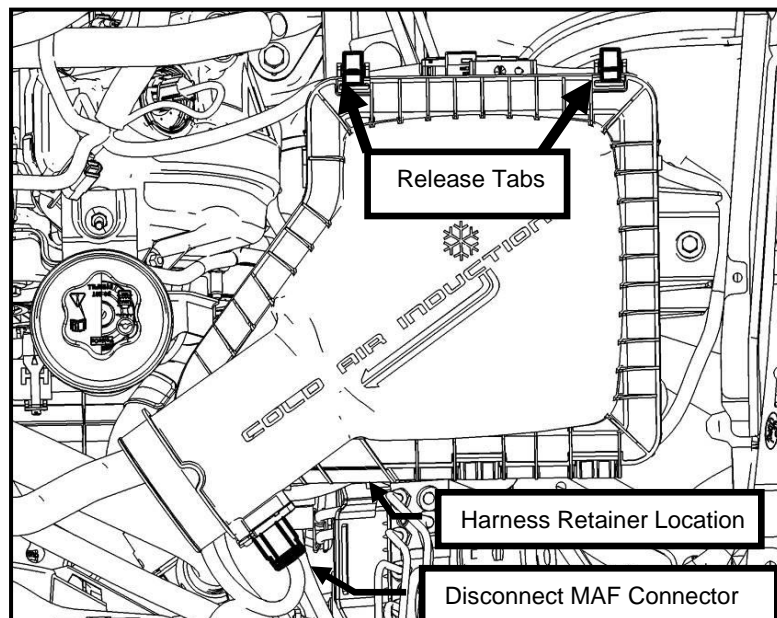 Release Tabs
COLD AIR INDUCTION
Harness Retainer Location
Disconnect MAF Connector